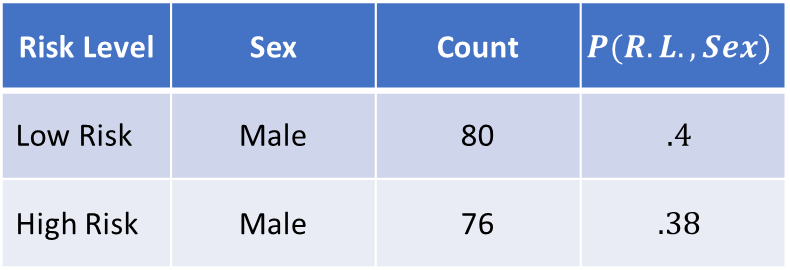 Risk Level Sex Count P(R.L.,Sex)
Low Risk Male 80 .4
High Risk Male 76 .38